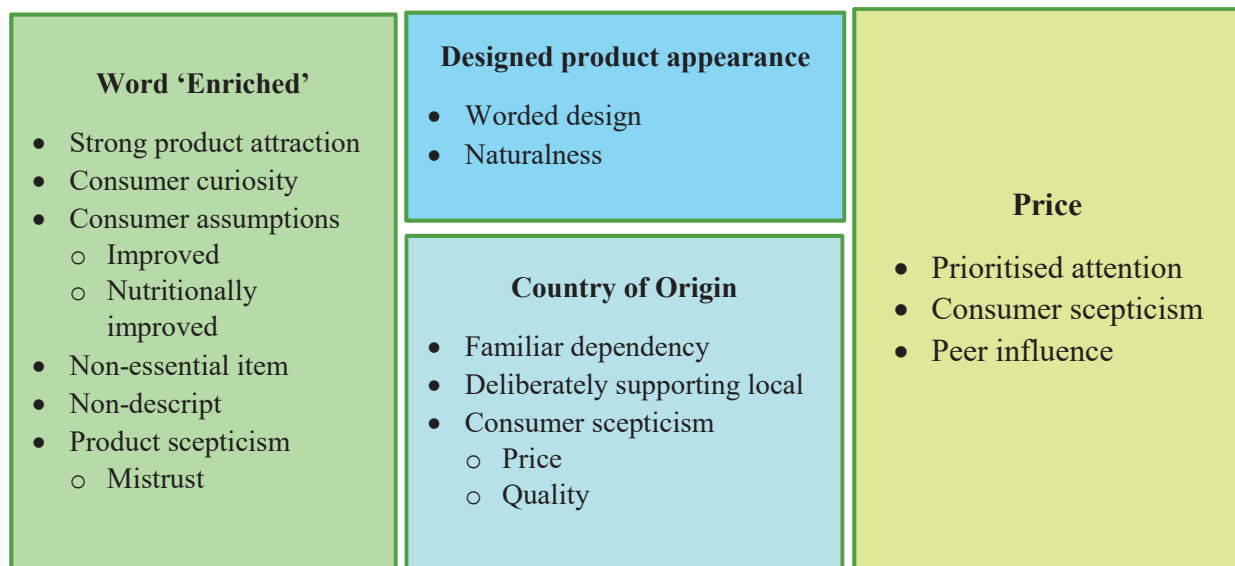 Word ‘Enriched’
• Strong product attraction
• Consumer curiosity
• Consumer assumptions
o Improved
o Nutritionally
improved
• Non-essential item
• Non-descript
• Product scepticism
o Mistrust
Designed product appearance
• Worded design
• Naturalness
Country of Origin
• Familiar dependency
• Deliberately supporting local
• Consumer scepticism
o Price
o Quality
Price
• Prioritised attention
• Consumer scepticism
• Peer influence